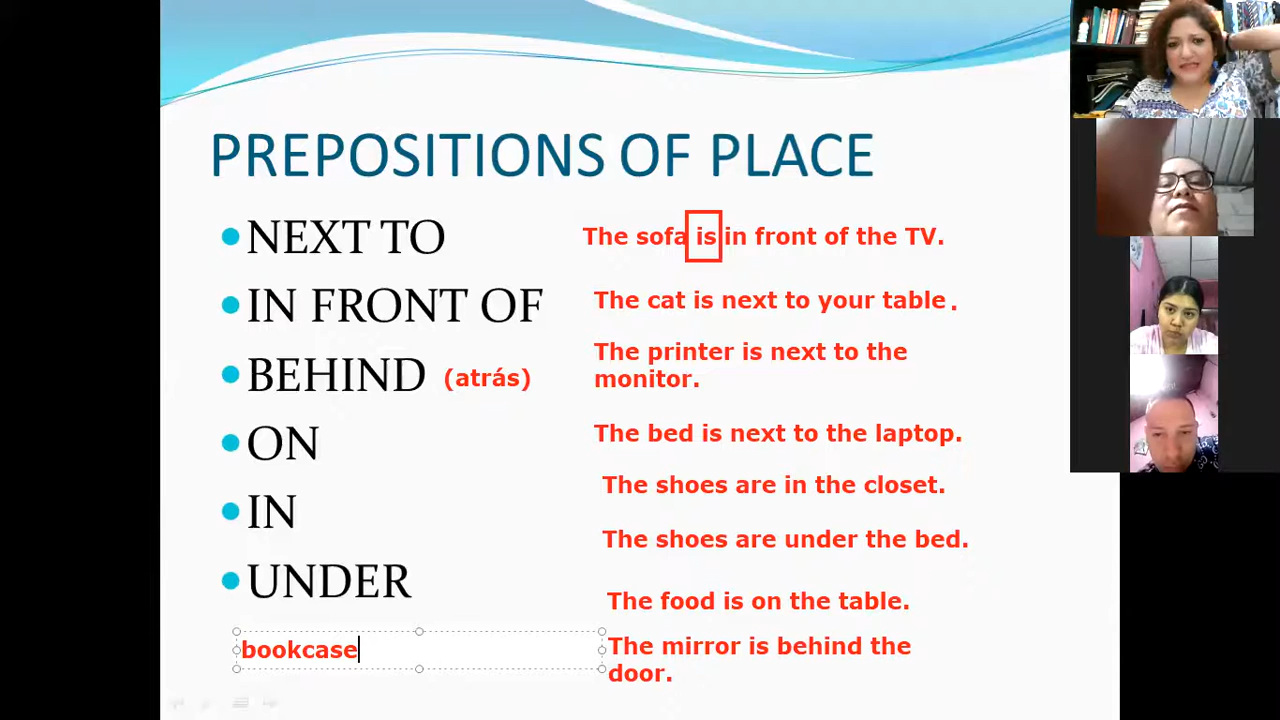 PREPOSITIONS OF PLACE
NEXT TO
IN FRONT OF
BEHIND (atrás)
ON
IN
UNDER
bookcase
The sofa is in front of the TV.
The cat is next to your table.
The printer is next to the
monitor.
The bed is next to the laptop.
The shoes are in the closet.
The shoes are under the bed.
The food is on the table.
The mirror is behind the
door.